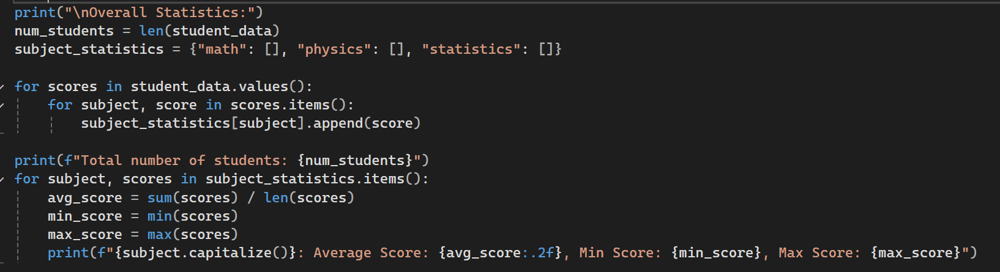 print("\nOverall Statistics:")
num_students = len(student_data)
subject_statistics = {"math": [], "physics": [], "statistics": []}

for scores in student_data.values():
    for subject, score in scores.items():
        subject_statistics[subject].append(score)

print(f"Total number of students: {num_students}")
for subject, scores in subject_statistics.items():
    avg_score = sum(scores) / len(scores)
    min_score = min(scores)
    max_score = max(scores)
    print(f"{subject.capitalize()}: Average Score: {avg_score:.2f}, Min Score: {min_score}, Max Score: {max_score}")